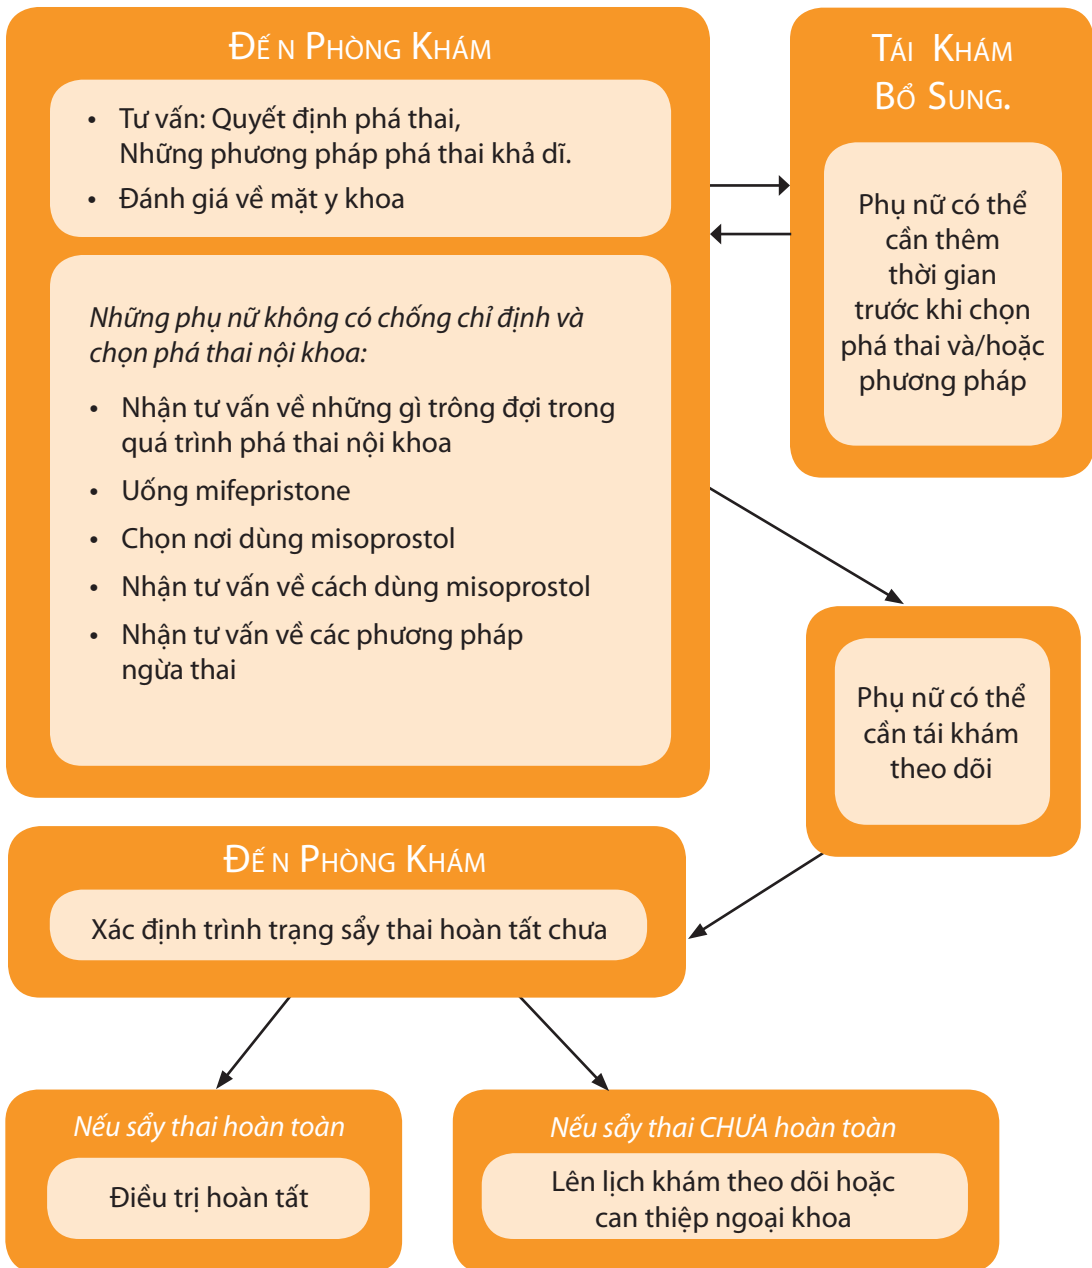 ĐẾ N PHÒNG KHÁM
• Tư vấn: Quyết định phá thai,
Những phương pháp phá thai khả dĩ.
• Đánh giá về mặt y khoa
Những phụ nữ không có chống chỉ định và
chọn phá thai nội khoa:
• Nhận tư vấn về những gì trông đợi trong
quá trình phá thai nội khoa
• Uống mifepristone
• Chọn nơi dùng misoprostol
• Nhận tư vấn về cách dùng misoprostol
• Nhận tư vấn về các phương pháp
ngừa thai
TÁI KHÁM
BỔ SUNG.
Phụ nữ có thể
cần thêm
thời gian
trước khi chọn
phá thai và/hoặc
phương pháp
Phụ nữ có thể
cần tái khám
theo dõi
ĐẾ N PHÒNG KHÁM
Xác định trình trạng sẩy thai hoàn tất chưa
Nếu sẩy thai hoàn toàn
Điều trị hoàn tất
Nếu sẩy thai CHƯA hoàn toàn
Lên lịch khám theo dõi hoặc
can thiệp ngoại khoa